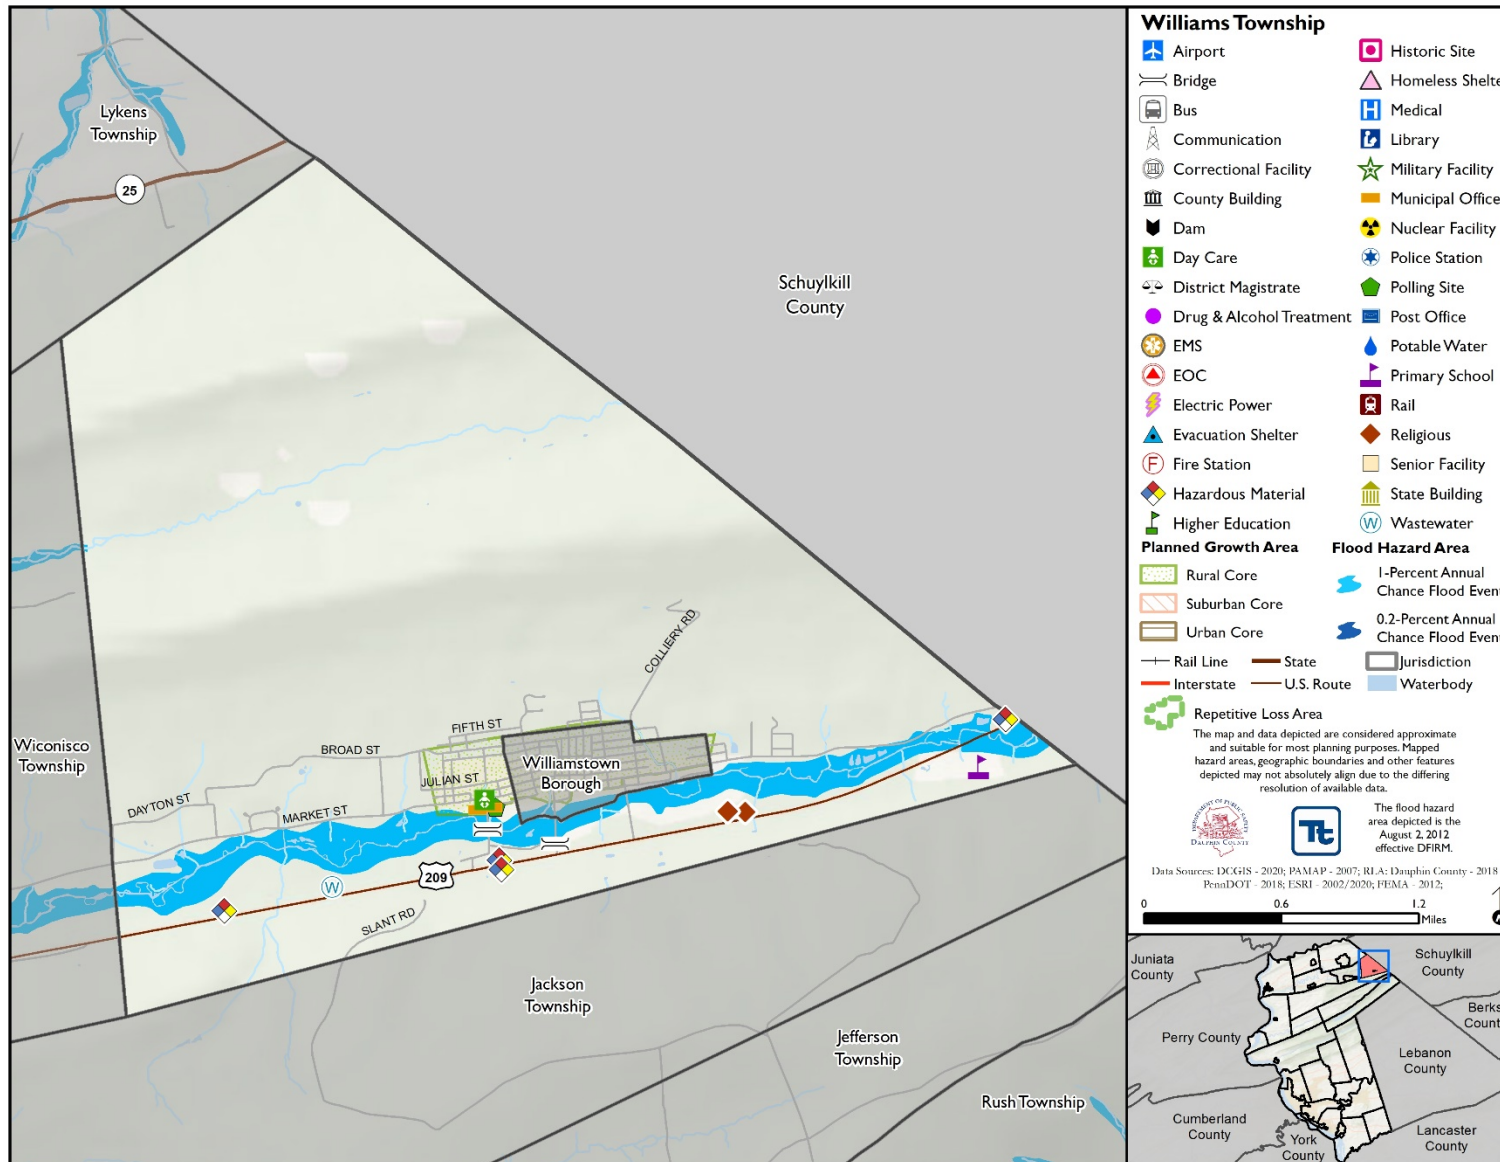 Lykens
Township
25
Schuylkill
County
Wiconisco
Township
COLLIERY RD
FIFTH ST
BROAD ST
Williamstown
Borough
JULIAN ST
DAYTON ST
MARKET ST
209
W
SLANT RD
Jackson
Township
Jefferson
Township
Rush Township
Williams Township
Airport
Historic Site
Bridge
Homeless Shelte
Bus
Medical
Communication
Library
Correctional Facility
Military Facility
County Building
Municipal Office
Dam
Nuclear Facility
Day Care
Police Station
District Magistrate
Polling Site
Drug & Alcohol Treatment
Post Office
EMS
Potable Water
EOC
Primary School
Electric Power
Rail
Evacuation Shelter
Religious
F Fire Station
Senior Facility
Hazardous Material
State Building
Higher Education
W Wastewater
Planned Growth Area
Flood Hazard Area
Rural Core
1-Percent Annual
Chance Flood Even
Suburban Core
0.2-Percent Annual
Chance Flood Even
Urban Core
Rail Line
State
Jurisdiction
Interstate
U.S. Route
Waterbody
Repetitive Loss Area
The map and data depicted are considered approximate
and suitable for most planning purposes. Mapped
hazard areas, geographic boundaries and other features
depicted may not absolutely align due to the differing
resolution of available data.
DEPARTMENT OF PUBLIC SAFETY
DAUPHIN COUNTY
Tt
The flood hazard
area depicted is the
August 2, 2012
effective DFIRM.
Data Sources: DCGIS - 2020; PAMAP - 2007; RLA: Dauphin County - 2018
PennDOT - 2018; ESRI - 2002/2020; FEMA - 2012;
0 0.6 1.2
Miles
Juniata
County
Schuylkill
County
Berks
Count
Perry County
Lebanon
County
Cumberland
County
York
County
Lancaster
County